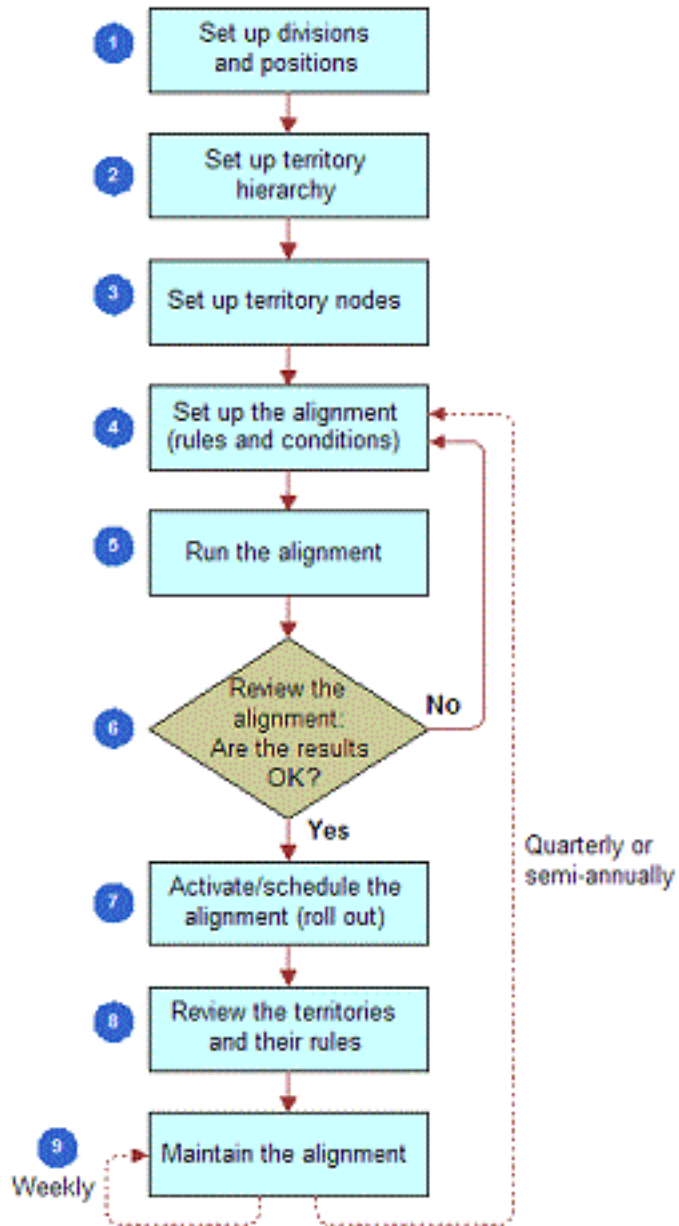 1
Set up divisions
and positions
2
Set up territory
hierarchy
3
Set up territory nodes
4
Set up the alignment
(rules and conditions)
5
Run the alignment
6
Review the
alignment:
Are the results
OK?
No
Yes
Quarterly or
semi-annually
7
Activate/schedule the
alignment (roll out)
8
Review the territories
and their rules
9
Weekly
Maintain the alignment